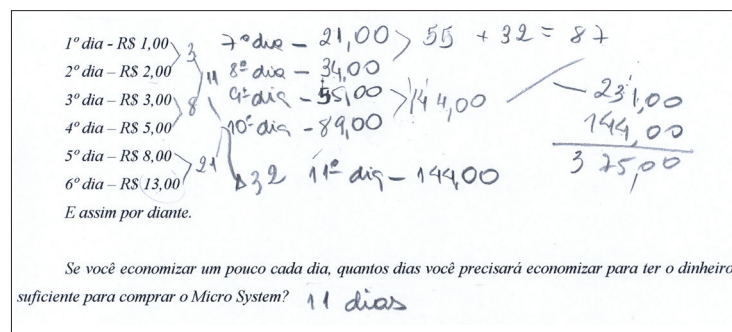 1º dia - R$ 1,00 3 7º dia - 21,00 55 + 32 = 87
2º dia – R$ 2,00 11 8º dia - 34,00
3º dia – R$ 3,00 8 9º dia - 55,00 144,00 231,00
4º dia – R$ 5,00 10º dia - 89,00 144,00
5º dia – R$ 8,00 21 375,00
6º dia – R$ 13,00 32 11º dia - 144,00
E assim por diante.
Se você economizar um pouco cada dia, quantos dias você precisará economizar para ter o dinheiro
suficiente para comprar o Micro System? 11 dias